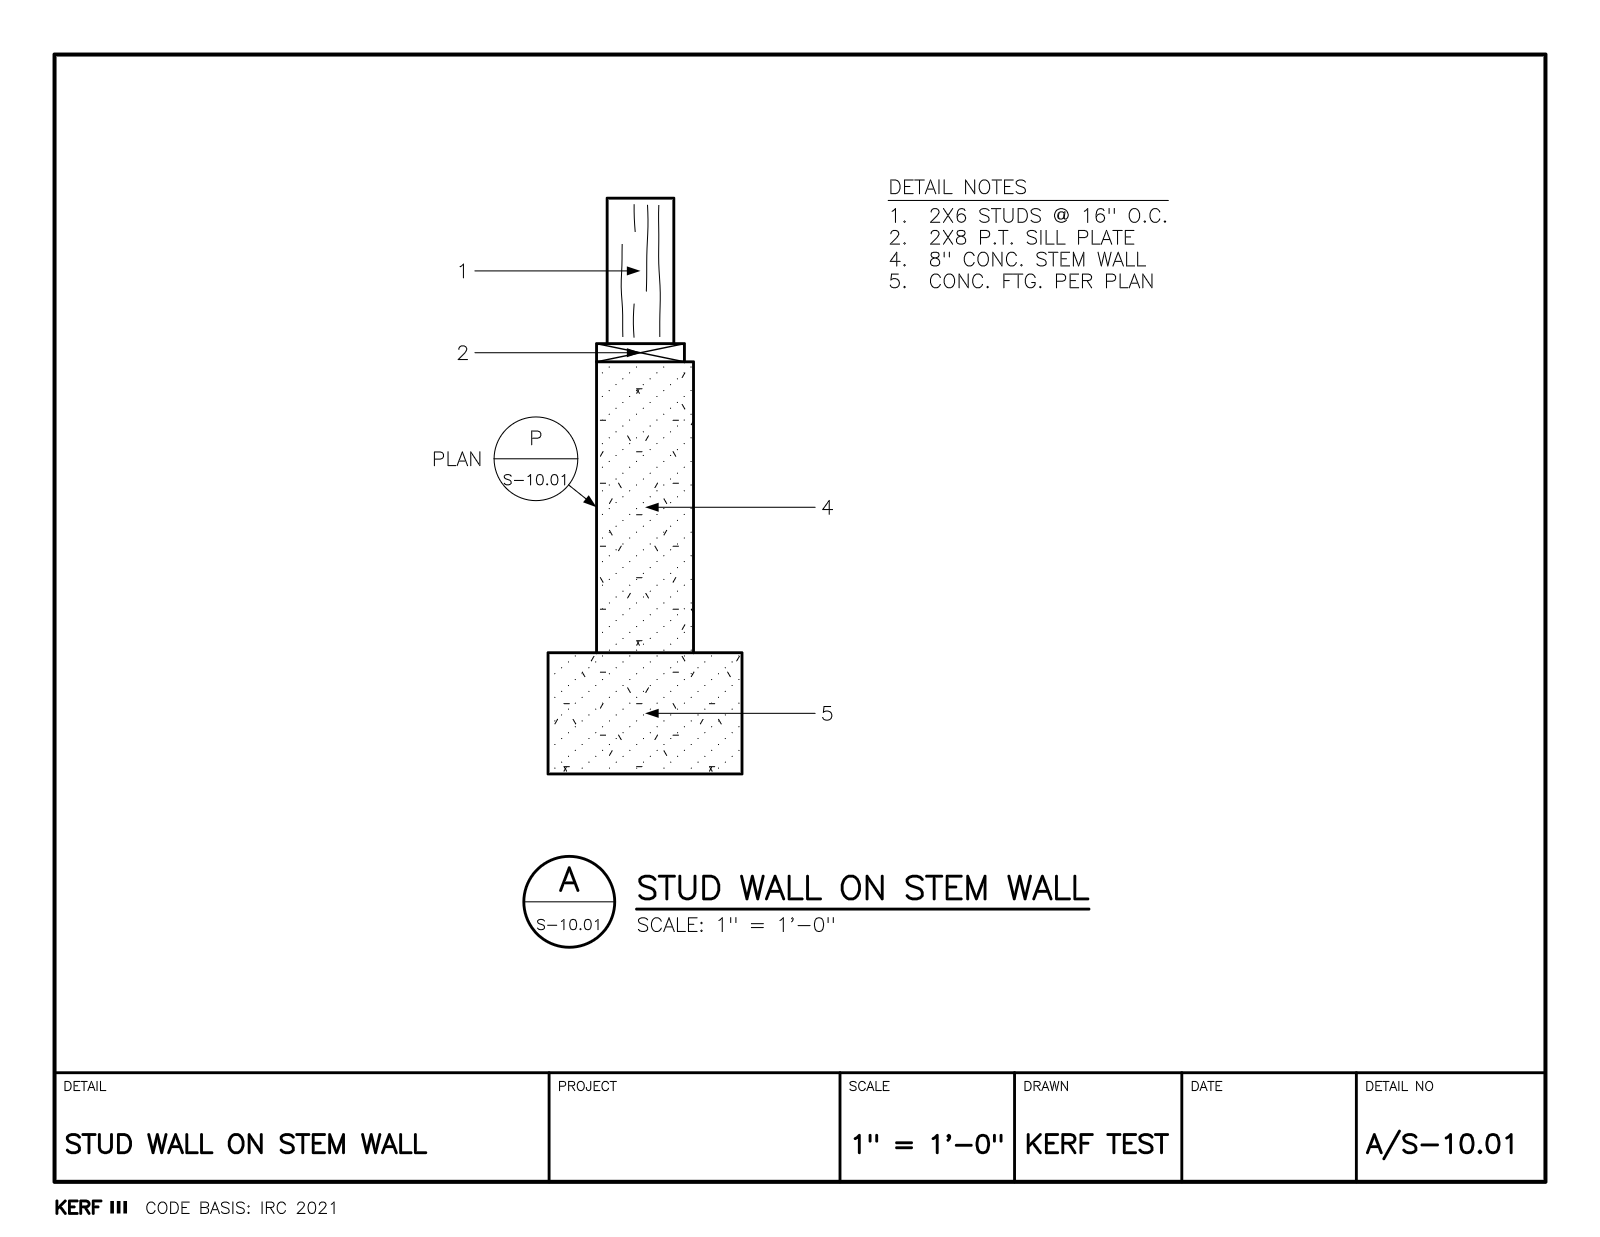 DETAIL NOTES
1. 2X6 STUDS @ 16" O.C.
2. 2X8 P.T. SILL PLATE
4. 8" CONC. STEM WALL
5. CONC. FTG. PER PLAN
1
2
PLAN
P
S-10.01
4
5
A
S-10.01
STUD WALL ON STEM WALL
SCALE: 1" = 1'-0"
DETAIL
STUD WALL ON STEM WALL
PROJECT
SCALE
1" = 1'-0"
DRAWN
KERF TEST
DATE
DETAIL NO
A/S-10.01
KERF III CODE BASIS: IRC 2021